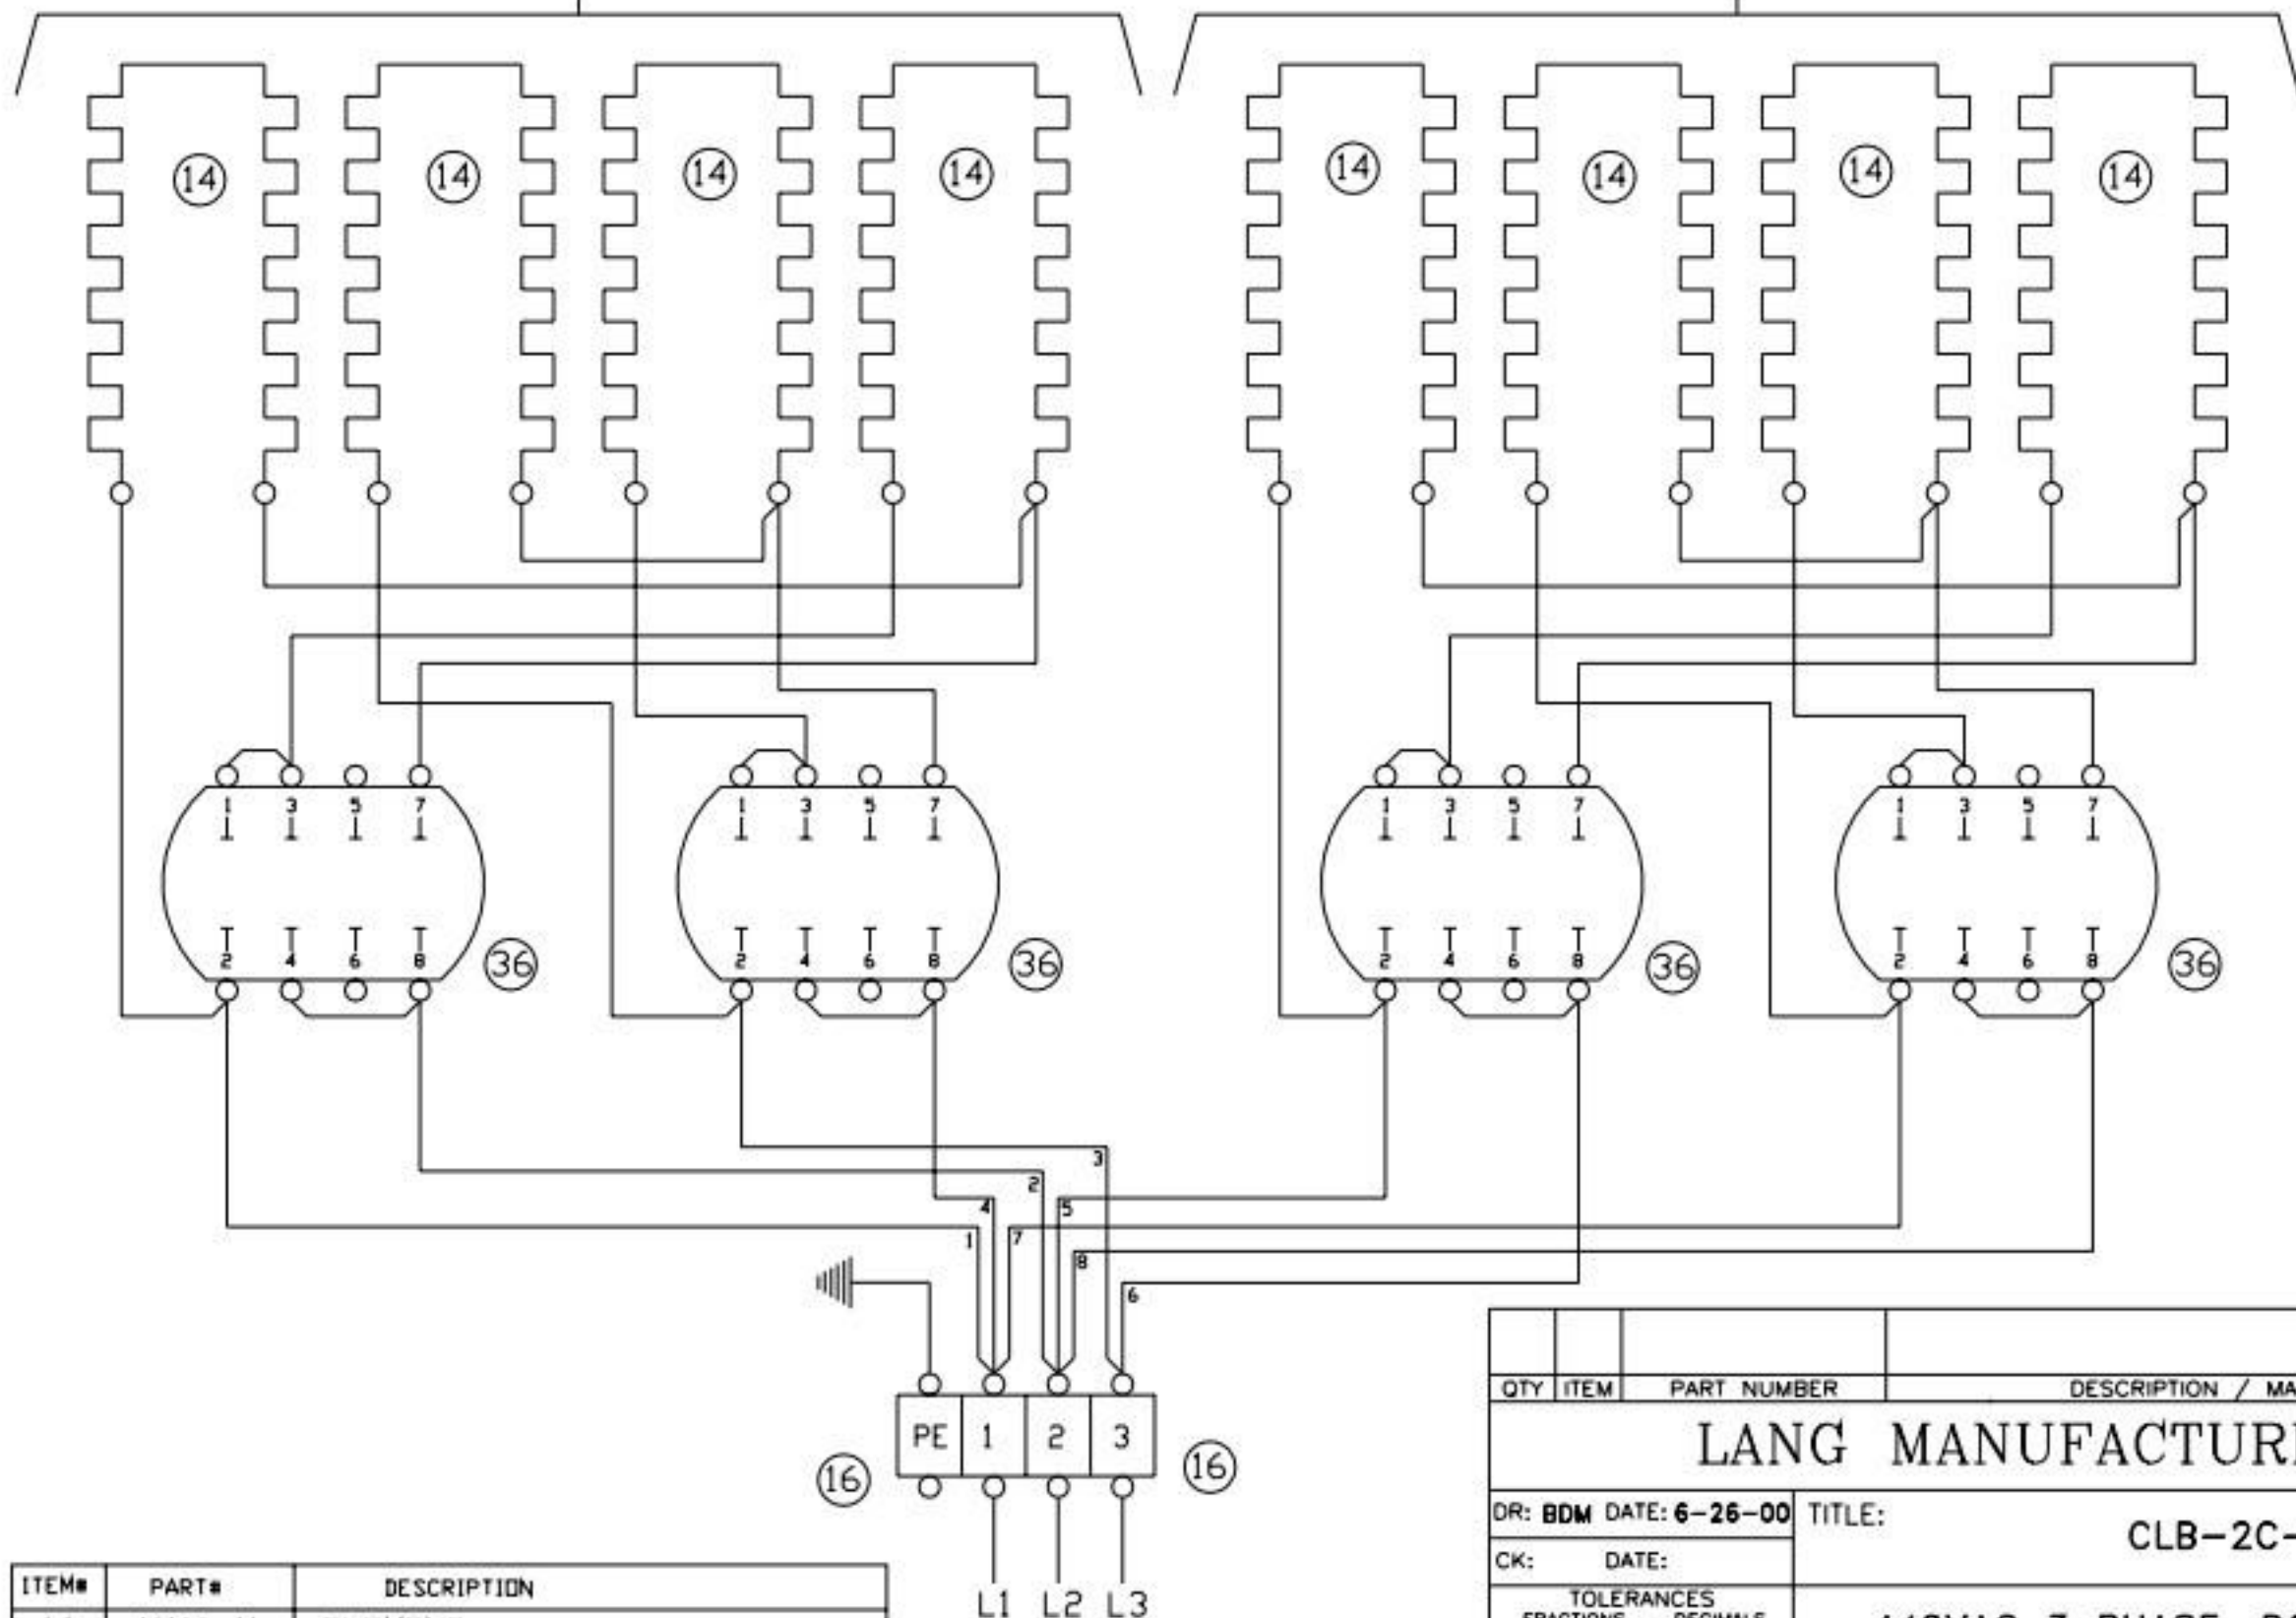 14 14 14 14 14 14 14 14
1 3 5 7 1 3 5 7 1 3 5 7 1 3 5 7
2 4 6 8 2 4 6 8 2 4 6 8 2 4 6 8
36 36 36 36
3
2
4 5
1 7
8
6
PE 1 2 3
16 16
L1 L2 L3
ITEM# PART# DESCRIPTION
QTY ITEM PART NUMBER DESCRIPTION / MA
LANG MANUFACTUR
DR: BDM DATE: 6-26-00 TITLE:
CLB-2C-
CK: DATE:
TOLERANCES